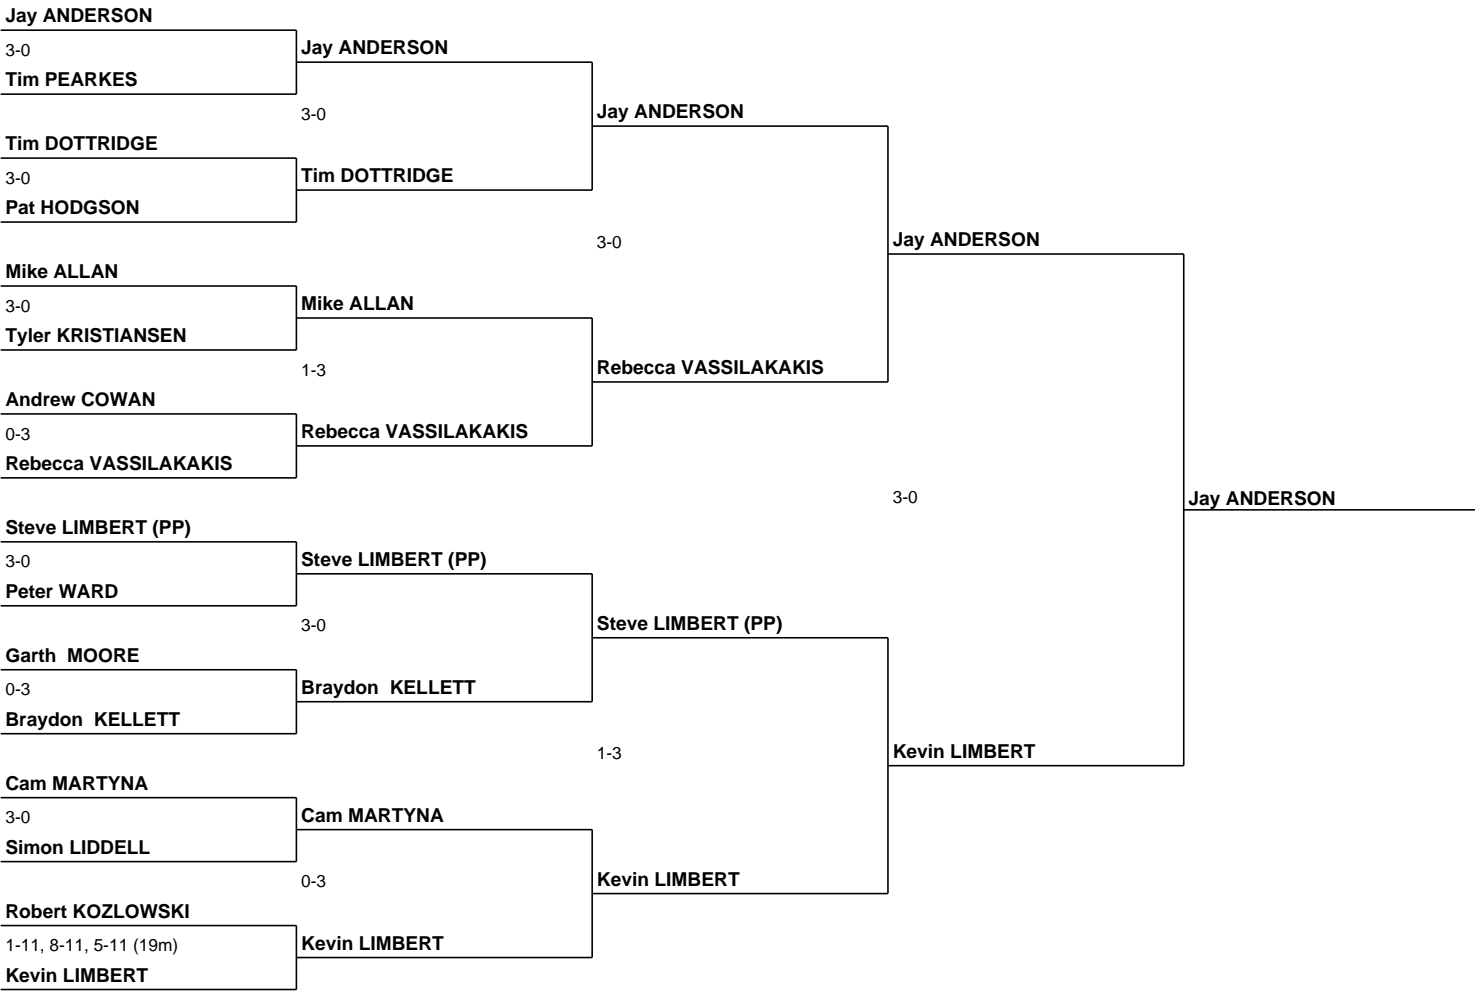 Jay ANDERSON
3-0
Tim PEARKES
Tim DOTTRIDGE
3-0
Pat HODGSON
Mike ALLAN
3-0
Tyler KRISTIANSEN
Andrew COWAN
0-3
Rebecca VASSILAKAKIS
Steve LIMBERT (PP)
3-0
Peter WARD
Garth  MOORE
0-3
Braydon  KELLETT
Cam MARTYNA
3-0
Simon LIDDELL
Robert KOZLOWSKI
1-11, 8-11, 5-11 (19m)
Kevin LIMBERT
Jay ANDERSON
3-0
Tim DOTTRIDGE
Mike ALLAN
1-3
Rebecca VASSILAKAKIS
Steve LIMBERT (PP)
3-0
Braydon  KELLETT
Cam MARTYNA
0-3
Kevin LIMBERT
Jay ANDERSON
3-0
Rebecca VASSILAKAKIS
Steve LIMBERT (PP)
1-3
Kevin LIMBERT
Jay ANDERSON
3-0
Kevin LIMBERT
Jay ANDERSON